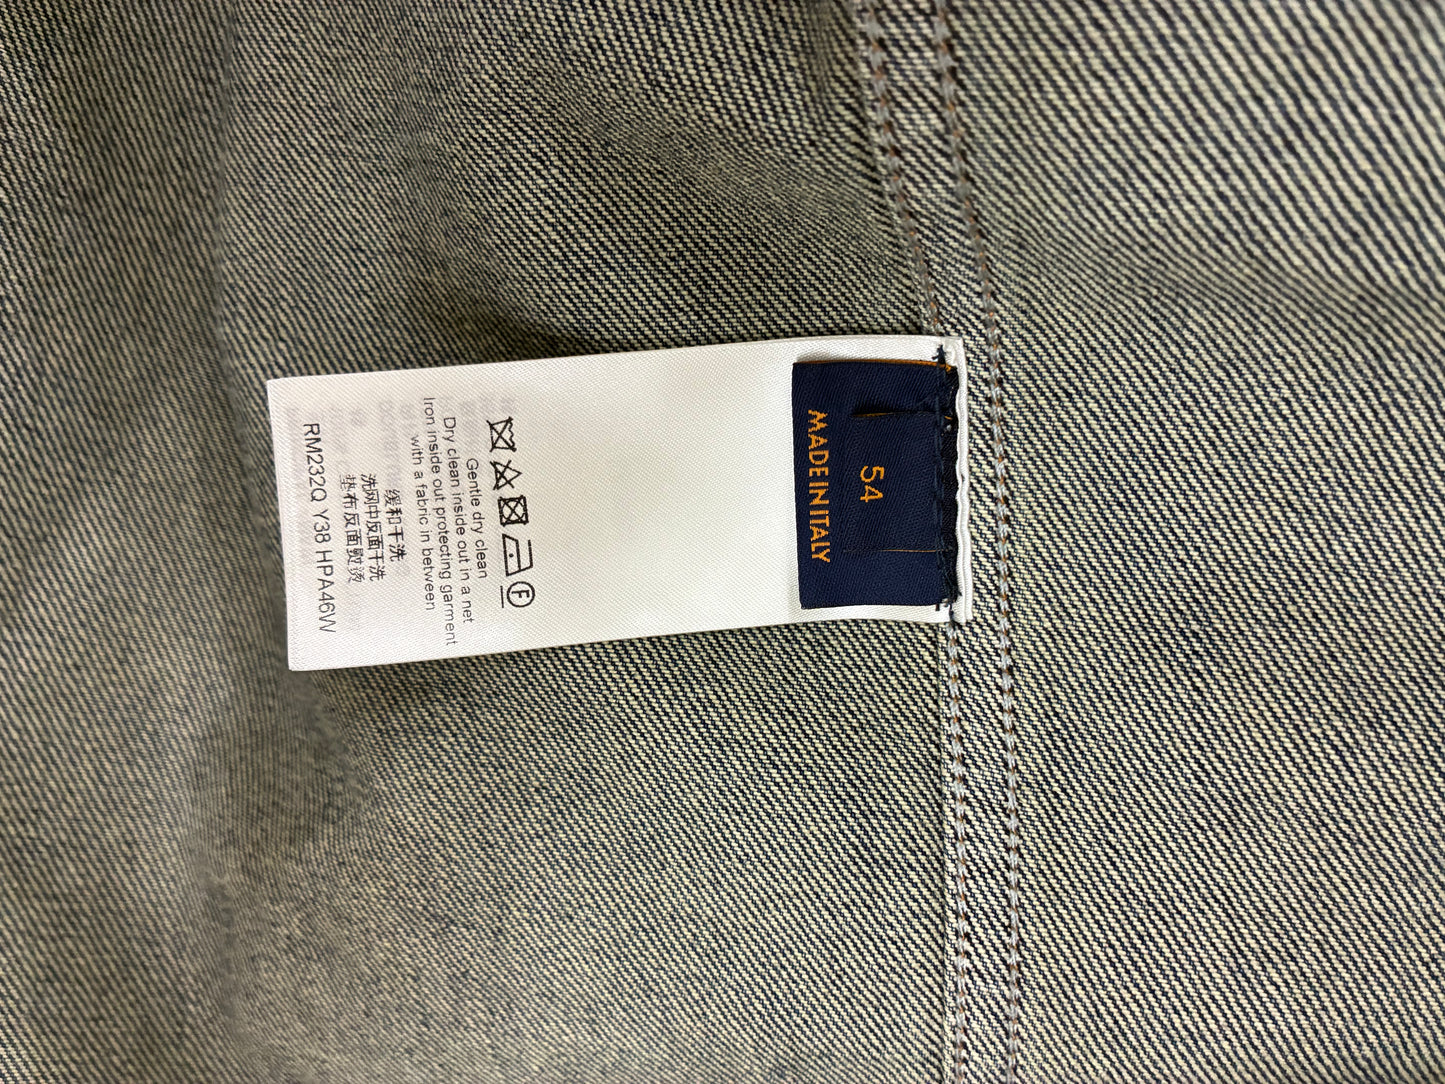 54
MADE IN ITALY
F
Gentle dry clean
Dry clean inside out in a net
Iron inside out protecting garment
with a fabric in between
缓和干洗
洗网中反面干洗
垫布反面熨烫
RM232Q Y38 HPA46W